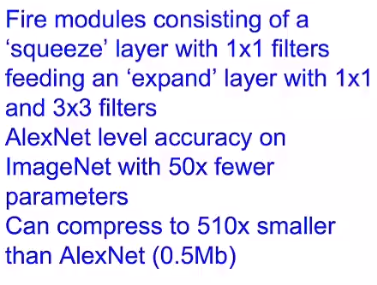 Fire modules consisting of a
‘squeeze’ layer with 1x1 filters
feeding an ‘expand’ layer with 1x1
and 3x3 filters
AlexNet level accuracy on
ImageNet with 50x fewer
parameters
Can compress to 510x smaller
than AlexNet (0.5Mb)